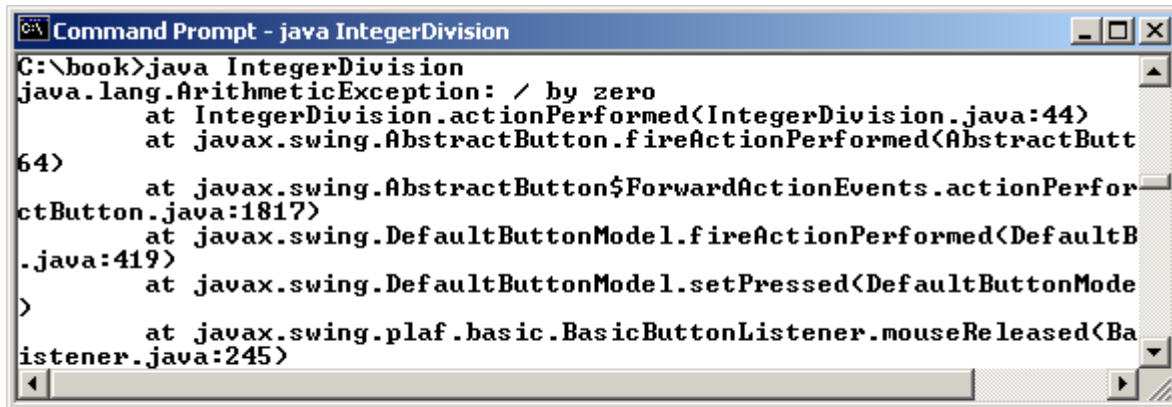 Command Prompt - java IntegerDivision
C:\book>java IntegerDivision
java.lang.ArithmeticException: / by zero
        at IntegerDivision.actionPerformed(IntegerDivision.java:44)
        at javax.swing.AbstractButton.fireActionPerformed(AbstractButt
64)
        at javax.swing.AbstractButton$ForwardActionEvents.actionPerfor
ctButton.java:1817)
        at javax.swing.DefaultButtonModel.fireActionPerformed(DefaultB
.java:419)
        at javax.swing.DefaultButtonModel.setPressed(DefaultButtonMode
)
        at javax.swing.plaf.basic.BasicButtonListener.mouseReleased(Ba
istener.java:245)